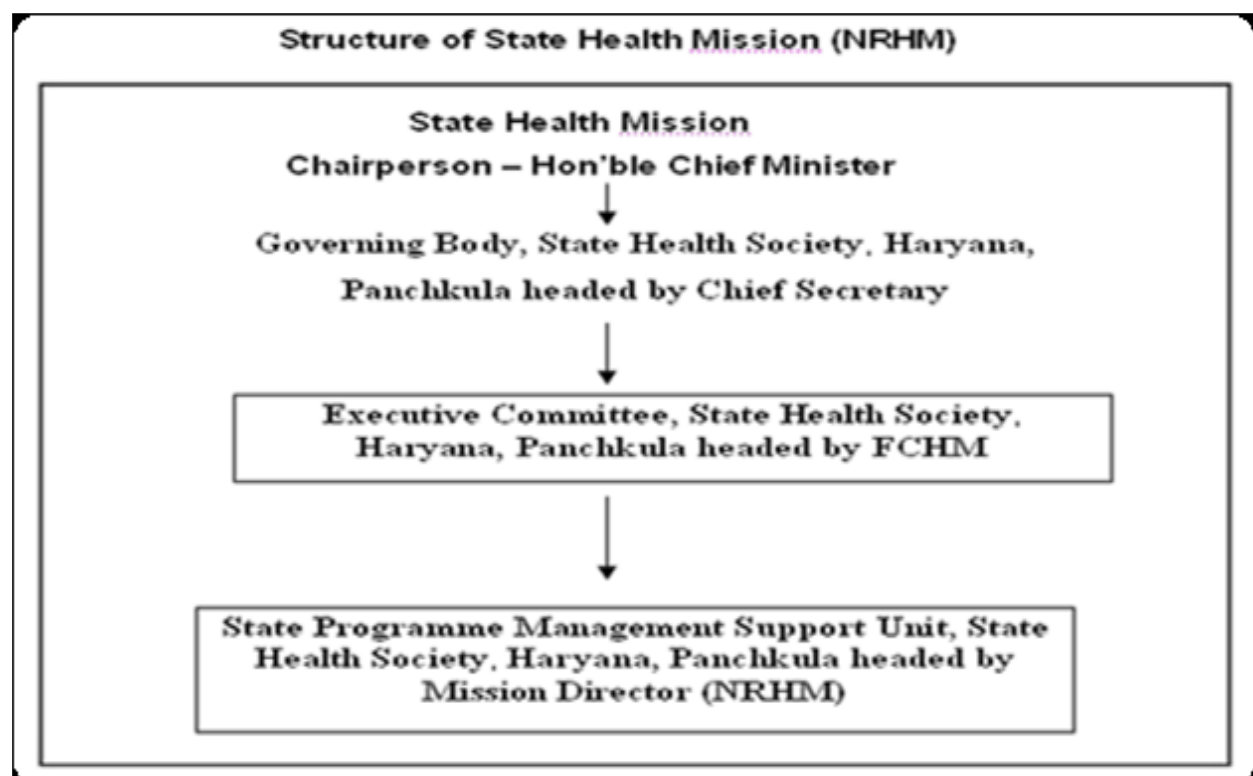 Structure of State Health Mission (NRHM)
State Health Mission
Chairperson – Hon'ble Chief Minister
Governing Body, State Health Society, Haryana,
Panchkula headed by Chief Secretary
Executive Committee, State Health Society,
Haryana, Panchkula headed by FCHM
State Programme Management Support Unit, State
Health Society, Haryana, Panchkula headed by
Mission Director (NRHM)